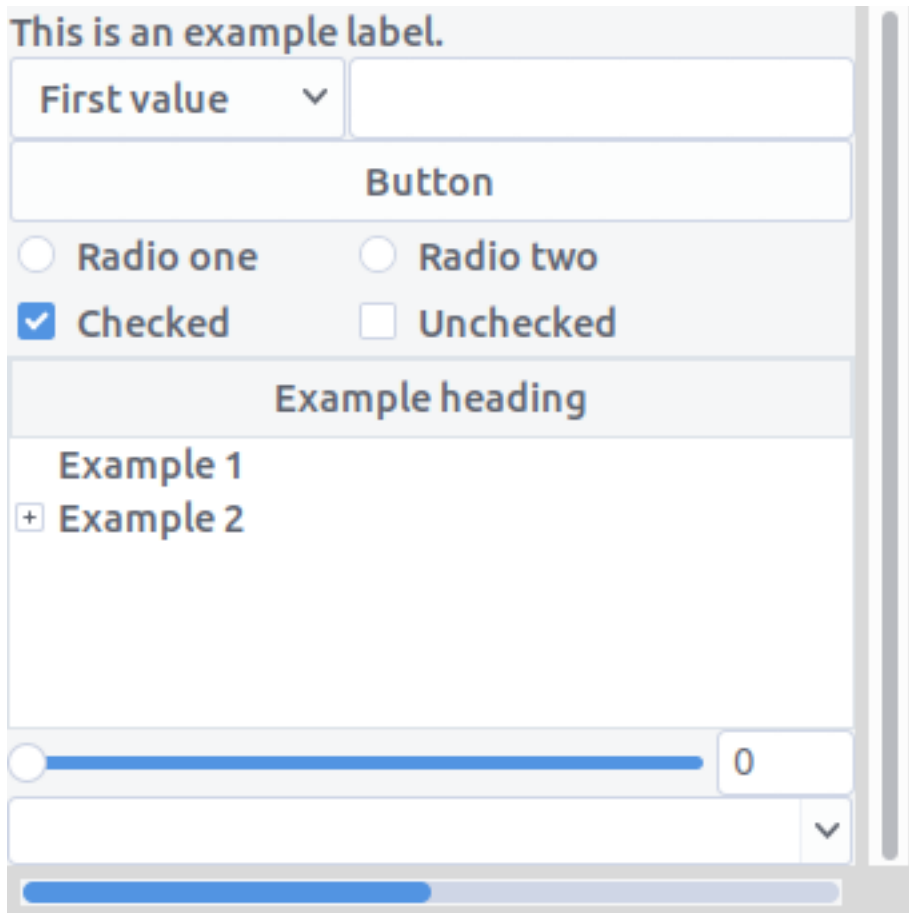 This is an example label.
First value
Button
Radio one Radio two
Checked Unchecked
Example heading
Example 1
Example 2
0